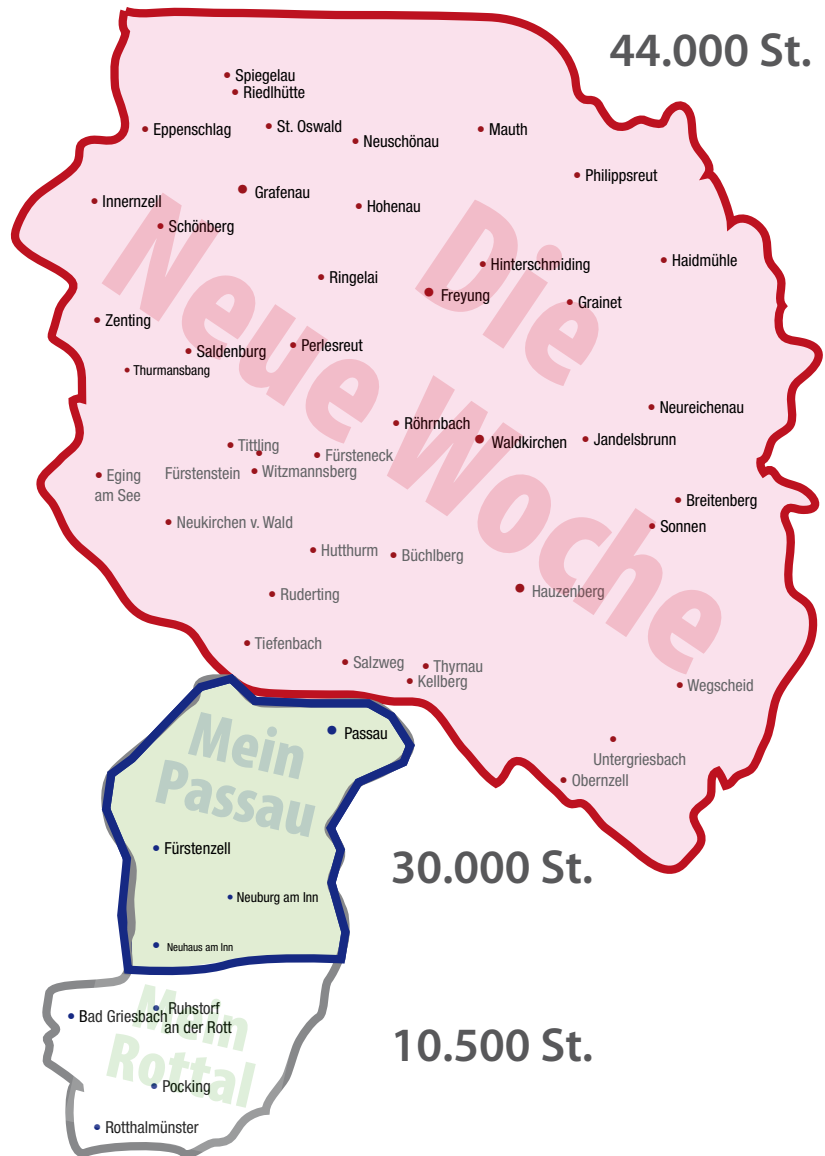 44.000 St.
Spiegelau
Riedlhütte
Eppenschlag
St. Oswald
Neuschönau
Mauth
Philippsreut
Innernzell
Grafenau
Hohenau
Schönberg
Die
Neue Woche
Hinterschmiding
Haidmühle
Ringelai
Freyung
Grainet
Zenting
Saldenburg
Perlesreut
Thurmansbang
Neureichenau
Röhrnbach
Waldkirchen
Jandelsbrunn
Tittling
Fürsteneck
Eging
am See
Fürstenstein
Witzmannsberg
Breitenberg
Sonnen
Neukirchen v. Wald
Hutthurm
Büchlberg
Hauzenberg
Ruderting
Tiefenbach
Salzweg
Thyrnau
Kellberg
Wegscheid
Untergriesbach
Obernzell
Mein
Passau
Passau
Fürstenzell
30.000 St.
Neuburg am Inn
Neuhaus am Inn
Mein
Rottal
Bad Griesbach
Ruhstorf
an der Rott
10.500 St.
Pocking
Rotthalmünster